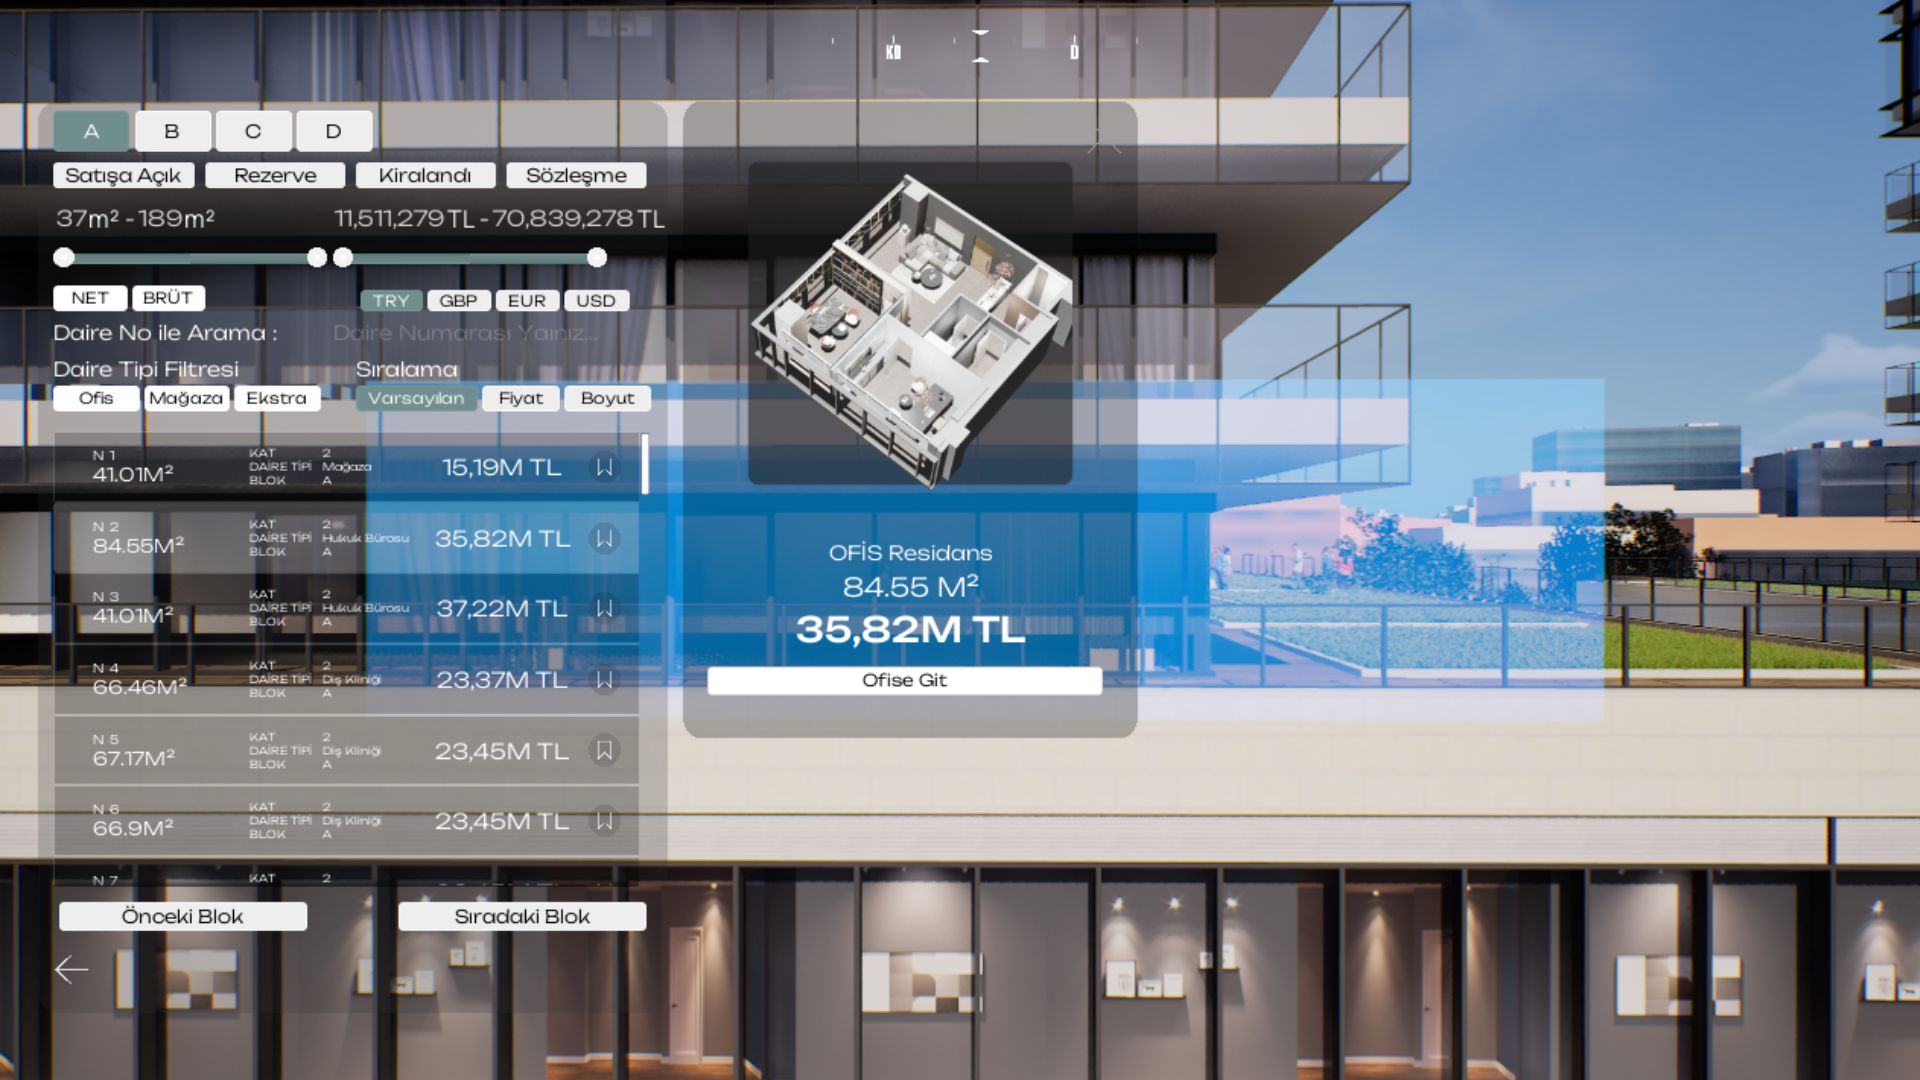 KD
D
A B C D
Satışa Açık Rezerve Kiralandı Sözleşme
37m² - 189m² 11,511,279 TL - 70,839,278 TL
NET BRÜT TRY GBP EUR USD
Daire No ile Arama : Daire Numarası Yaınız...
Daire Tipi Filtresi Sıralama
Ofis Mağaza Ekstra Varsayılan Fiyat Boyut
N 1
41.01M²
KAT 2
DAİRE TİPİ Mağaza
BLOK A
15,19M TL
N 2
84.55M²
KAT 2
DAİRE TİPİ Hukuk Bürosu
BLOK A
35,82M TL
N 3
41.01M²
KAT 2
DAİRE TİPİ Hukuk Bürosu
BLOK A
37,22M TL
N 4
66.46M²
KAT 2
DAİRE TİPİ Diş Kliniği
BLOK A
23,37M TL
N 5
67.17M²
KAT 2
DAİRE TİPİ Diş Kliniği
BLOK A
23,45M TL
N 6
66.9M²
KAT 2
DAİRE TİPİ Diş Kliniği
BLOK A
23,45M TL
N 7
KAT 2
Önceki Blok Sıradaki Blok
OFİS Residans
84.55 M²
35,82M TL
Ofise Git